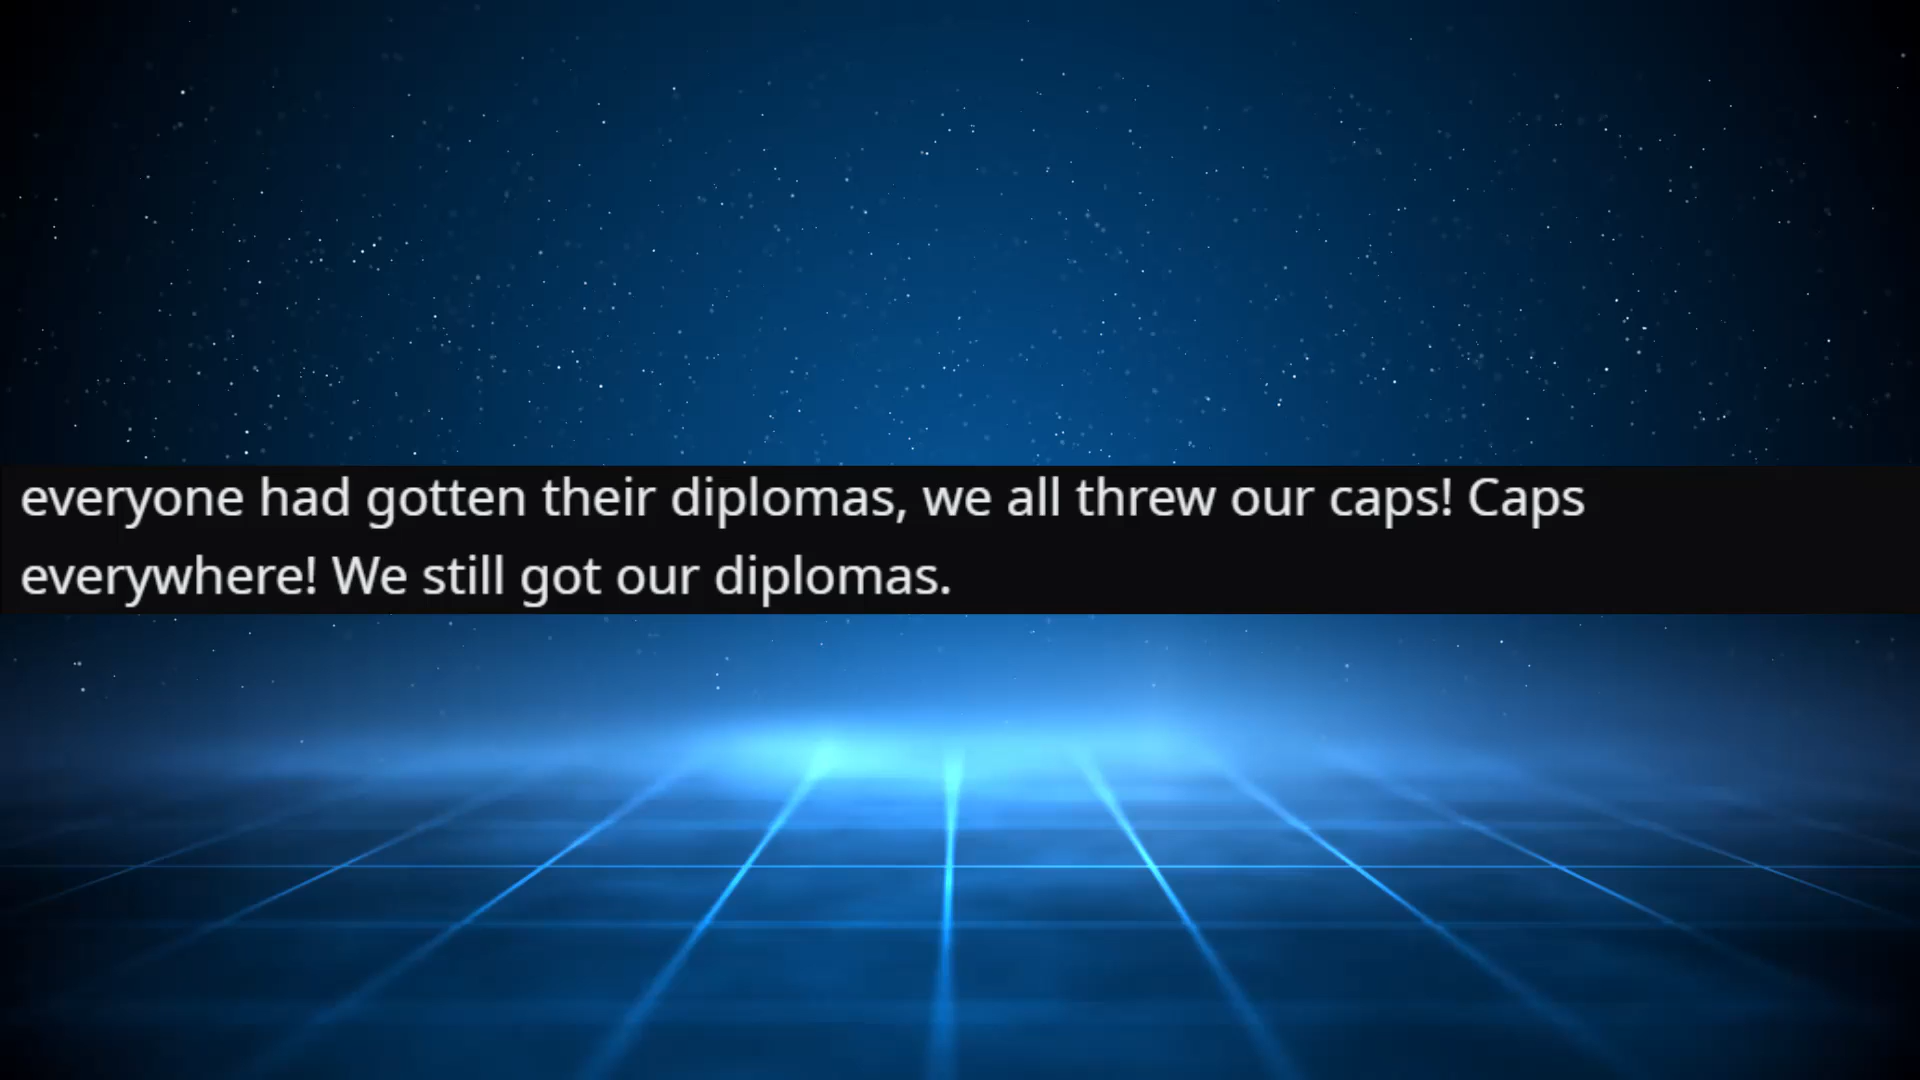 everyone had gotten their diplomas, we all threw our caps! Caps
everywhere! We still got our diplomas.